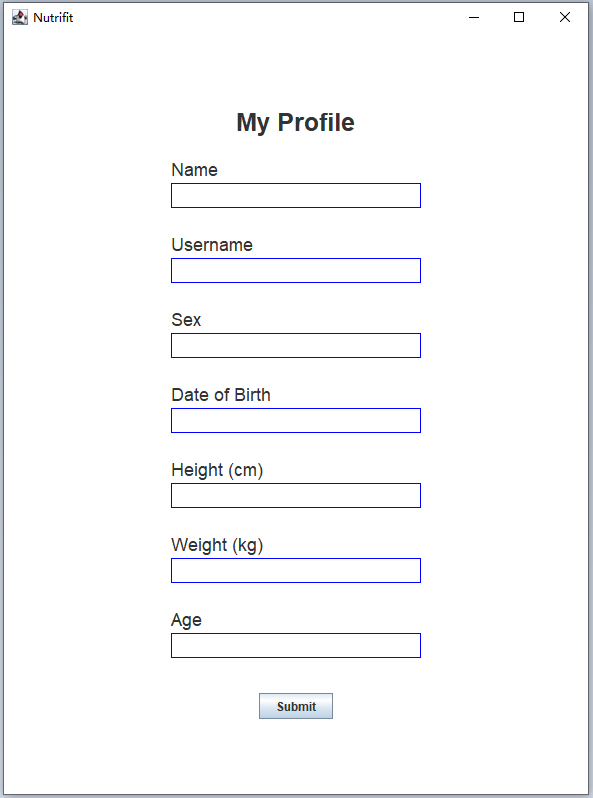 Nutrifit
My Profile
Name
Username
Sex
Date of Birth
Height (cm)
Weight (kg)
Age
Submit